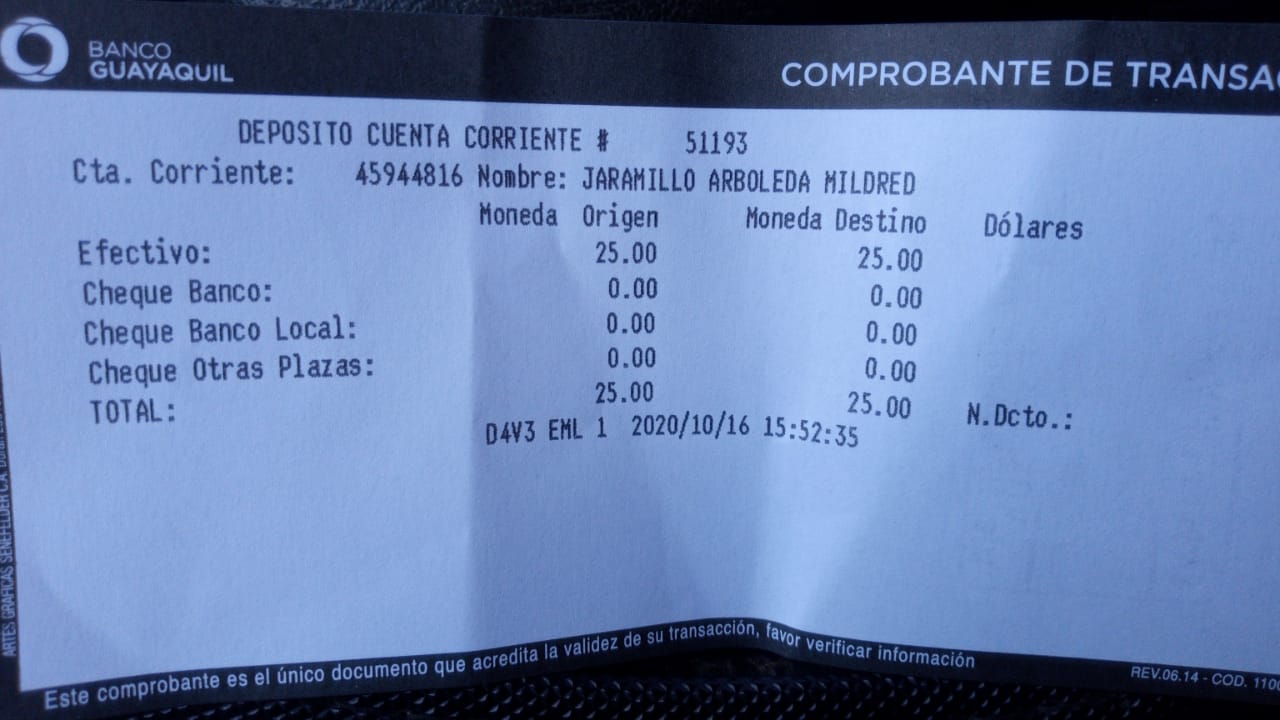 BANCO
GUAYAQUIL
COMPROBANTE DE TRANSA
DEPOSITO CUENTA CORRIENTE # 51193
Cta. Corriente: 45944816 Nombre: JARAMILLO ARBOLEDA MILDRED
Moneda Origen Moneda Destino Dólares
Efectivo: 25.00 25.00
Cheque Banco: 0.00 0.00
Cheque Banco Local: 0.00 0.00
Cheque Otras Plazas: 0.00 0.00
TOTAL: 25.00 25.00 N.Dcto.:
D4V3 EML 1 2020/10/16 15:52:35
Este comprobante es el único documento que acredita la validez de su transacción, favor verificar información
REV.06.14 - COD. 110
ARTES GRAFICAS SENEFELDER C.A.